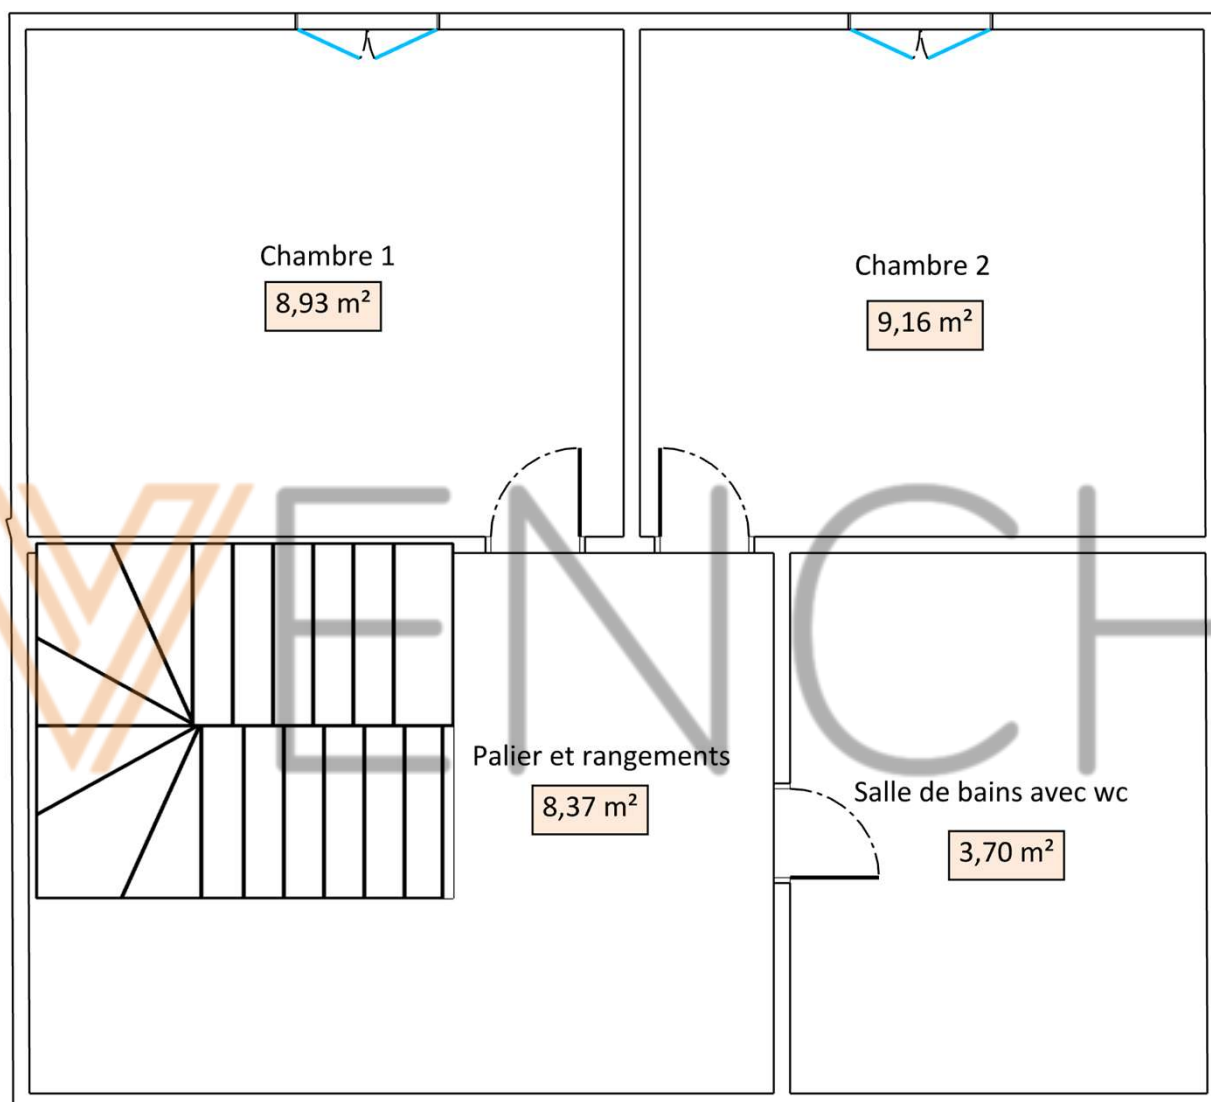 Chambre 1
8,93 m²
Chambre 2
9,16 m²
VENCH
Palier et rangements
8,37 m²
Salle de bains avec wc
3,70 m²